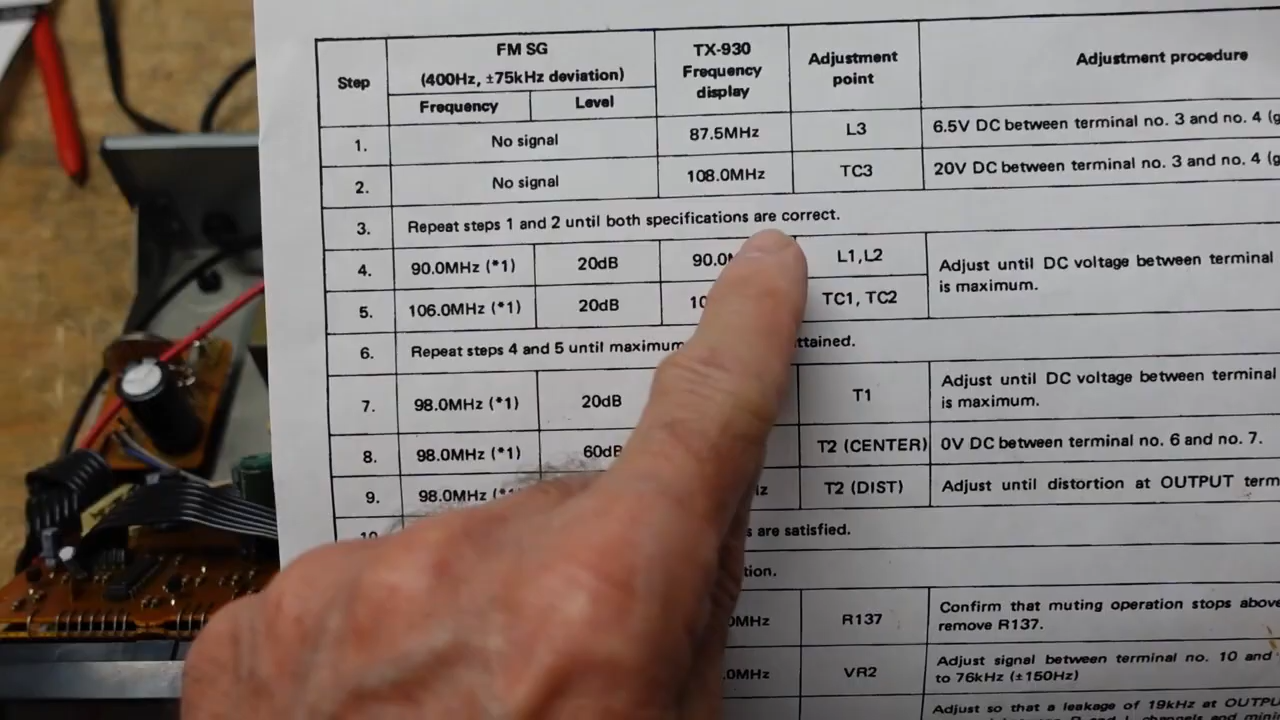 Step
FM SG
(400Hz, ±75kHz deviation)
Frequency
Level
TX-930
Frequency
display
Adjustment
point
Adjustment procedure
1.
No signal
87.5MHz
L3
6.5V DC between terminal no. 3 and no. 4
2.
No signal
108.0MHz
TC3
20V DC between terminal no. 3 and no. 4
3.
Repeat steps 1 and 2 until both specifications are correct.
4.
90.0MHz (*1)
20dB
90.0
L1,L2
Adjust until DC voltage between terminal
is maximum.
5.
106.0MHz (*1)
20dB
10
TC1, TC2
6.
Repeat steps 4 and 5 until maximum
ttained.
7.
98.0MHz (*1)
20dB
T1
Adjust until DC voltage between terminal
is maximum.
8.
98.0MHz (*1)
60dB
T2 (CENTER)
0V DC between terminal no. 6 and no. 7.
9.
98.0MHz
T2 (DIST)
Adjust until distortion at OUTPUT term
s are satisfied.
tion.
0MHz
R137
Confirm that muting operation stops above
remove R137.
.0MHz
VR2
Adjust signal between terminal no. 10 and
to 76kHz (±150Hz)
Adjust so that a leakage of 19kHz at OUTPU